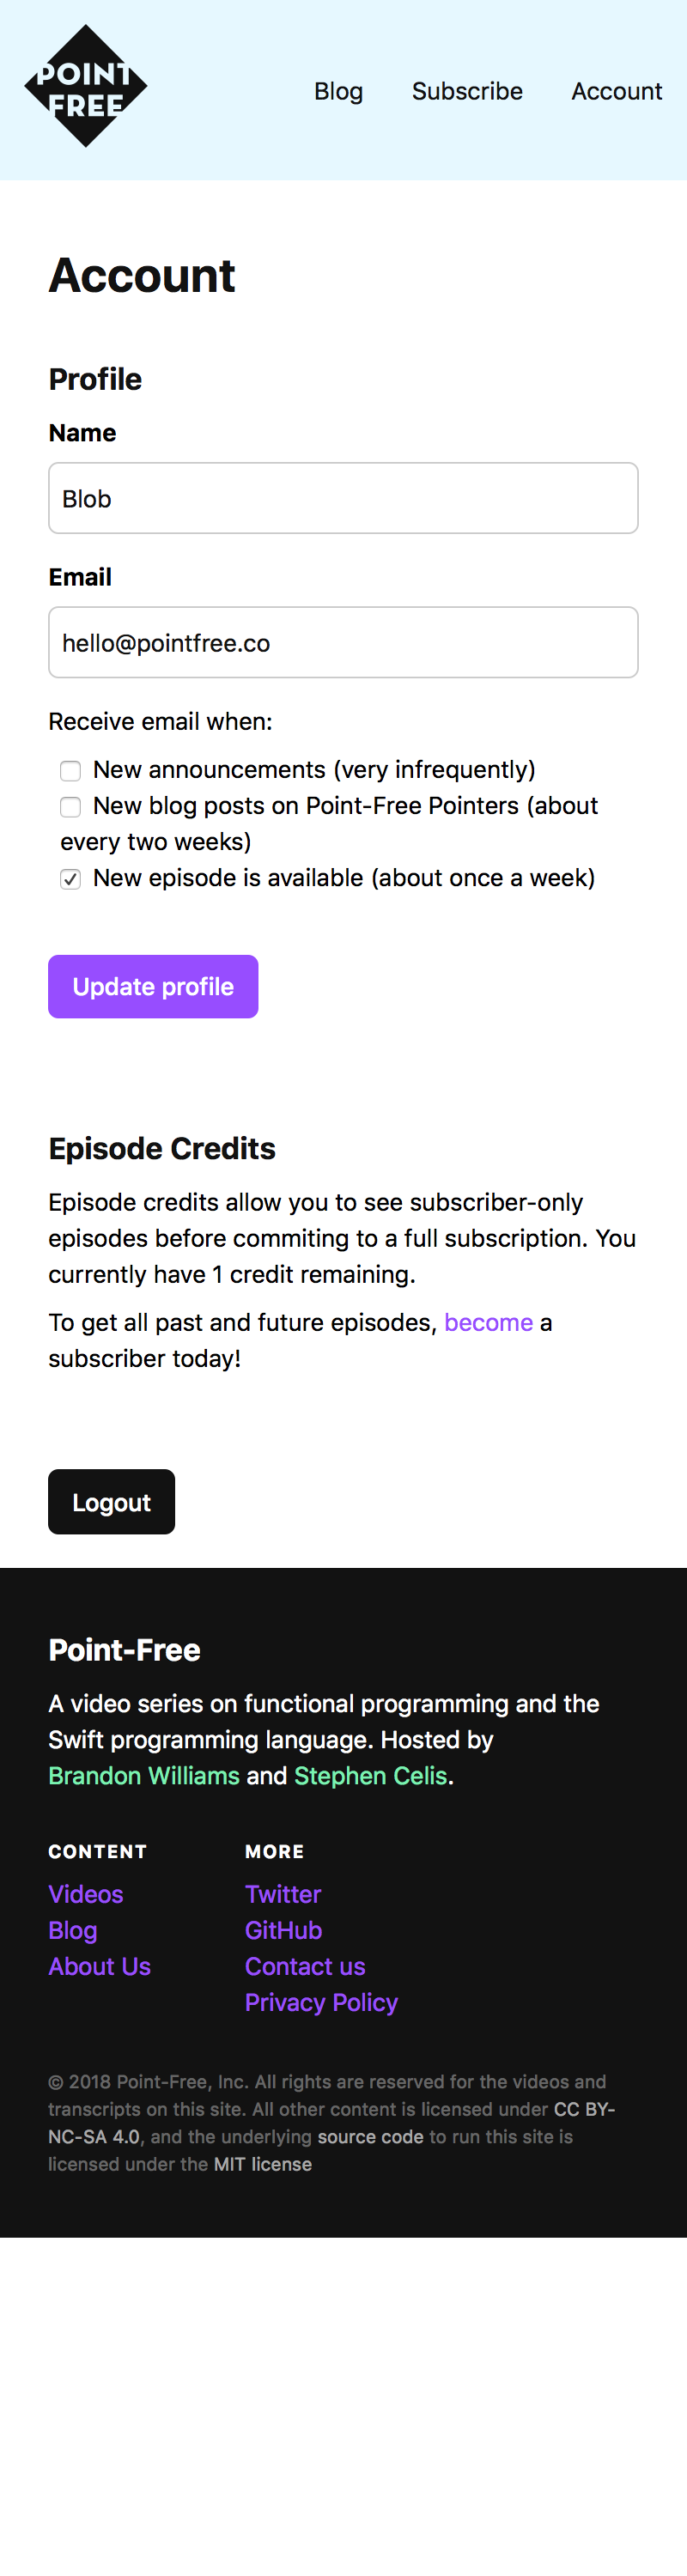 POINT
FREE
Blog
Subscribe
Account
Account
Profile
Name
Blob
Email
hello@pointfree.co
Receive email when:
New announcements (very infrequently)
New blog posts on Point-Free Pointers (about
every two weeks)
New episode is available (about once a week)
Update profile
Episode Credits
Episode credits allow you to see subscriber-only
episodes before commiting to a full subscription. You
currently have 1 credit remaining.
To get all past and future episodes, become a
subscriber today!
Logout
Point-Free
A video series on functional programming and the
Swift programming language. Hosted by
Brandon Williams and Stephen Celis.
CONTENT
Videos
Blog
About Us
MORE
Twitter
GitHub
Contact us
Privacy Policy
© 2018 Point-Free, Inc. All rights are reserved for the videos and
transcripts on this site. All other content is licensed under CC BY-
NC-SA 4.0, and the underlying source code to run this site is
licensed under the MIT license